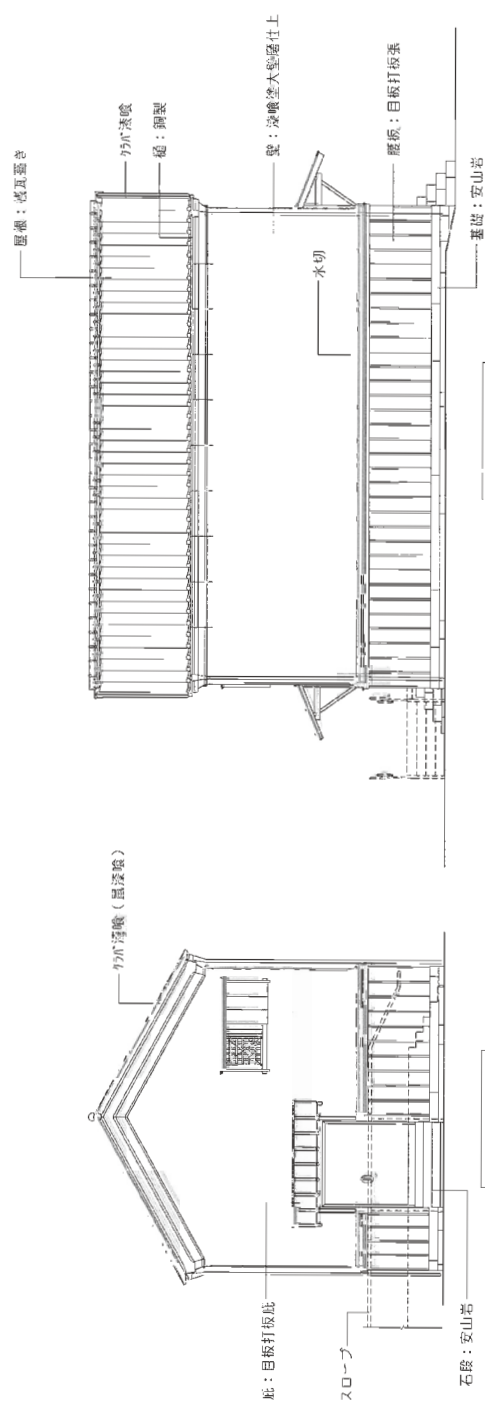 屋根：桟瓦葺き
ケラバ漆喰
樋：銅製
壁：漆喰塗大壁磨仕上
水切
腰板：目板打板張
基礎：安山岩
ケラバ漆喰（鼠漆喰）
庇：目板打板庇
スロープ
石段：安山岩